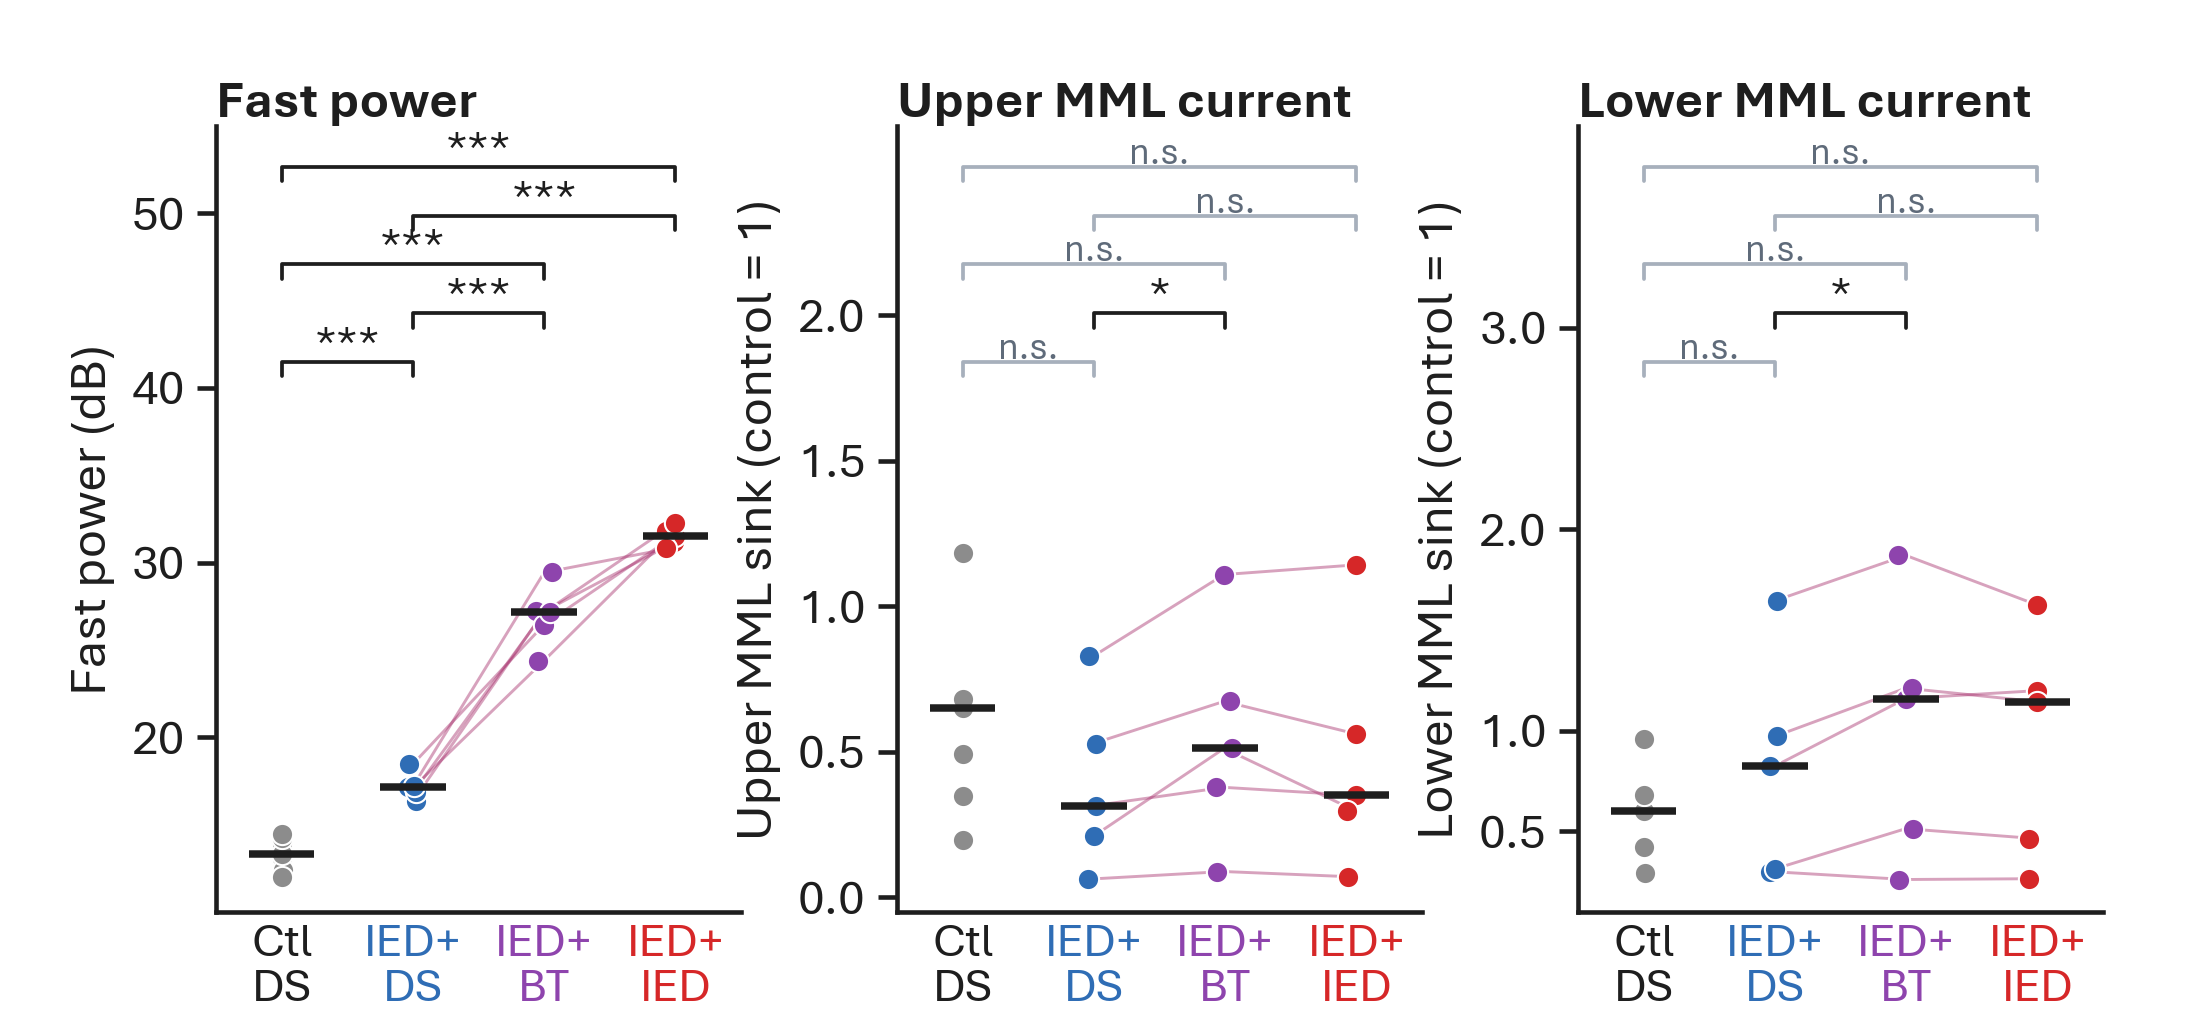 Fast power
Fast power (dB)
50
40
30
20
***
***
***
***
***
Ctl
DS
IED+
DS
IED+
BT
IED+
IED
Upper MML current
Upper MML sink (control = 1)
2.0
1.5
1.0
0.5
0.0
n.s.
n.s.
n.s.
*
n.s.
Ctl
DS
IED+
DS
IED+
BT
IED+
IED
Lower MML current
Lower MML sink (control = 1)
3.0
2.0
1.0
0.5
n.s.
n.s.
n.s.
*
n.s.
Ctl
DS
IED+
DS
IED+
BT
IED+
IED